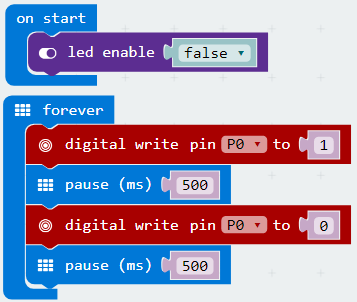 on start
led enable false
forever
digital write pin P0 to 1
pause (ms) 500
digital write pin P0 to 0
pause (ms) 500